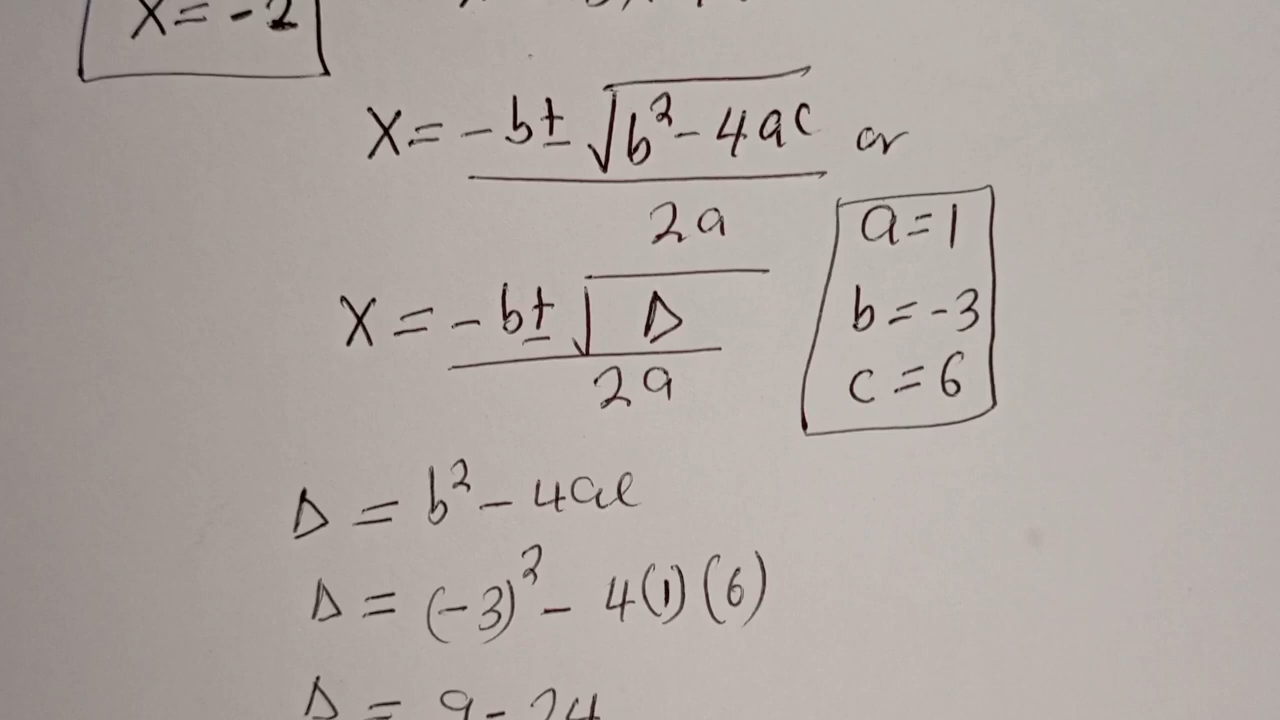 X = -2
X = -b ± √(b² - 4ac) or
2a
a = 1
X = -b ± √Δ
2a
b = -3
c = 6
Δ = b² - 4ac
Δ = (-3)² - 4(1)(6)
Δ = 9 - 24